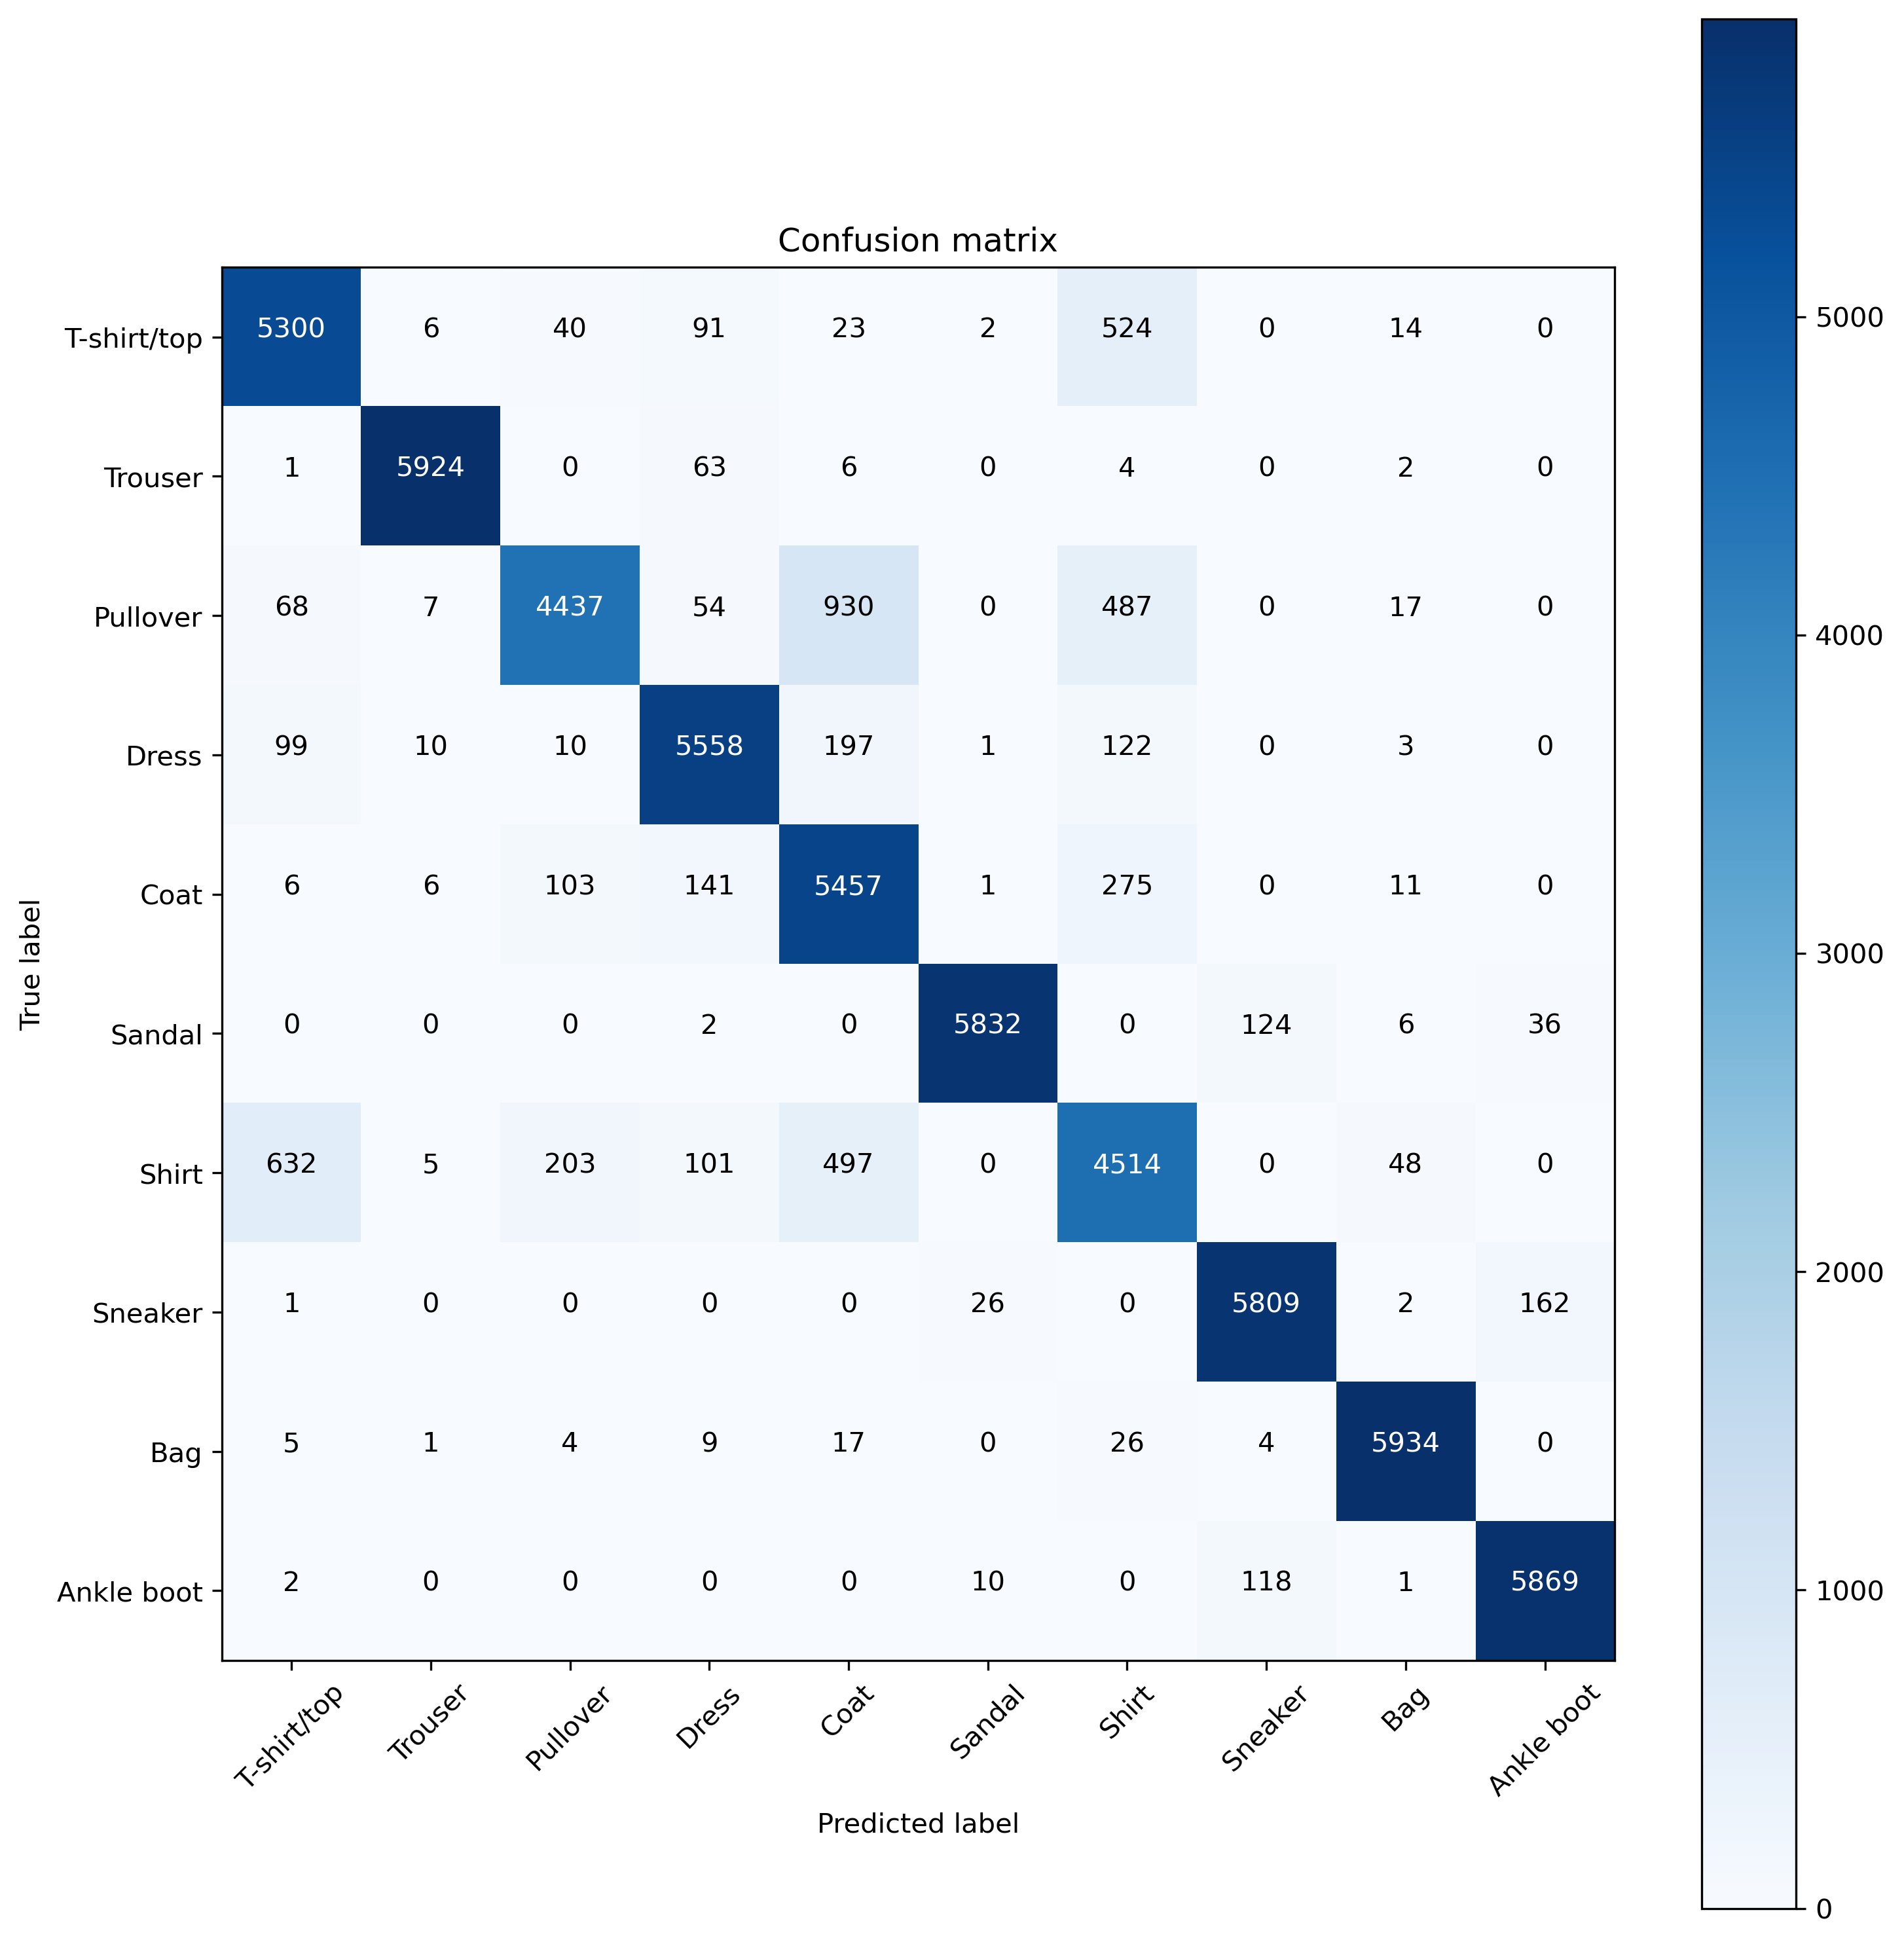 Confusion matrix
T-shirt/top 5300 6 40 91 23 2 524 0 14 0
Trouser 1 5924 0 63 6 0 4 0 2 0
Pullover 68 7 4437 54 930 0 487 0 17 0
Dress 99 10 10 5558 197 1 122 0 3 0
Coat 6 6 103 141 5457 1 275 0 11 0
Sandal 0 0 0 2 0 5832 0 124 6 36
Shirt 632 5 203 101 497 0 4514 0 48 0
Sneaker 1 0 0 0 0 26 0 5809 2 162
Bag 5 1 4 9 17 0 26 4 5934 0
Ankle boot 2 0 0 0 0 10 0 118 1 5869
T-shirt/top Trouser Pullover Dress Coat Sandal Shirt Sneaker Bag Ankle boot
Predicted label
True label
5000
4000
3000
2000
1000
0